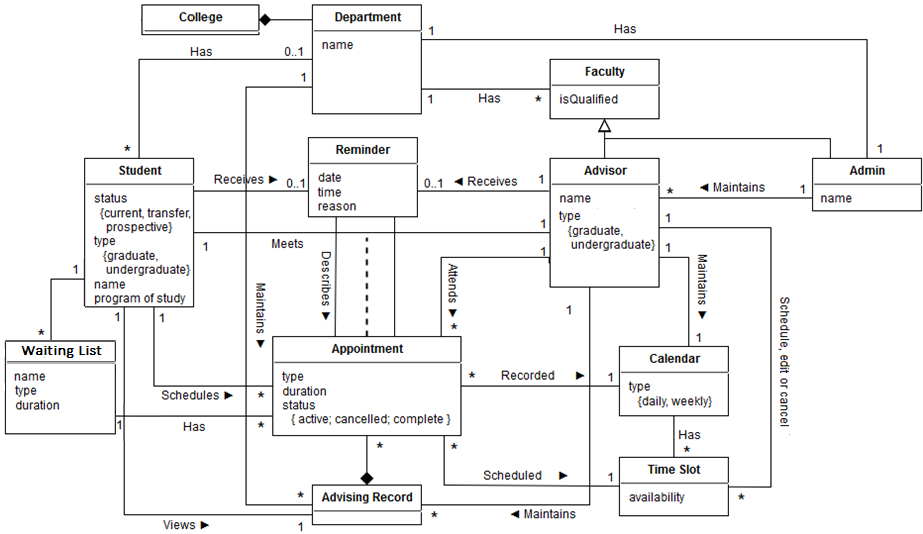 College
Department
name
Has
Has
0..1
1
1
1
Has
*
Faculty
isQualified
*
1
Student
status
{current, transfer,
prospective}
type
{graduate,
undergraduate}
name
program of study
Receives ►
0..1
Reminder
date
time
reason
0..1
◄ Receives
1
Advisor
name
type
{graduate,
undergraduate}
*
◄ Maintains
1
Admin
name
1
Meets
1
1
1
1
1
Describes ►
Maintains ►
Attends ►
Maintains ►
Schedule, edit or cancel
*
*
1
1
1
1
Waiting List
name
type
duration
Appointment
type
duration
status
{ active; cancelled; complete }
Schedules ►
*
*
Recorded ►
1
Calendar
type
{daily, weekly}
1
Has
*
Has
*
*
*
Scheduled ►
1
Time Slot
availability
*
*
Advising Record
*
◄ Maintains
Views ►
1